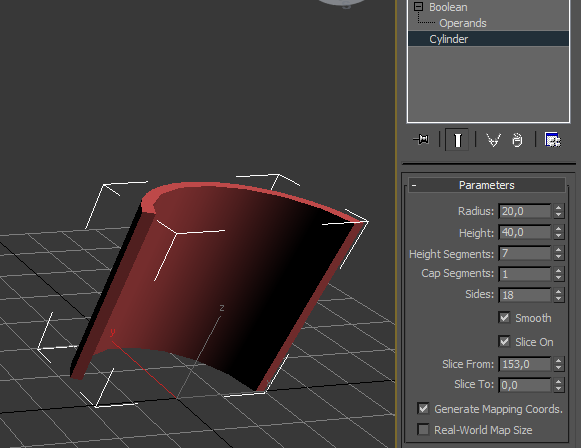 Boolean
Operands
Cylinder
- Parameters
Radius: 20,0
Height: 40,0
Height Segments: 7
Cap Segments: 1
Sides: 18
Smooth
Slice On
Slice From: 153,0
Slice To: 0,0
Generate Mapping Coords.
Real-World Map Size
z
y